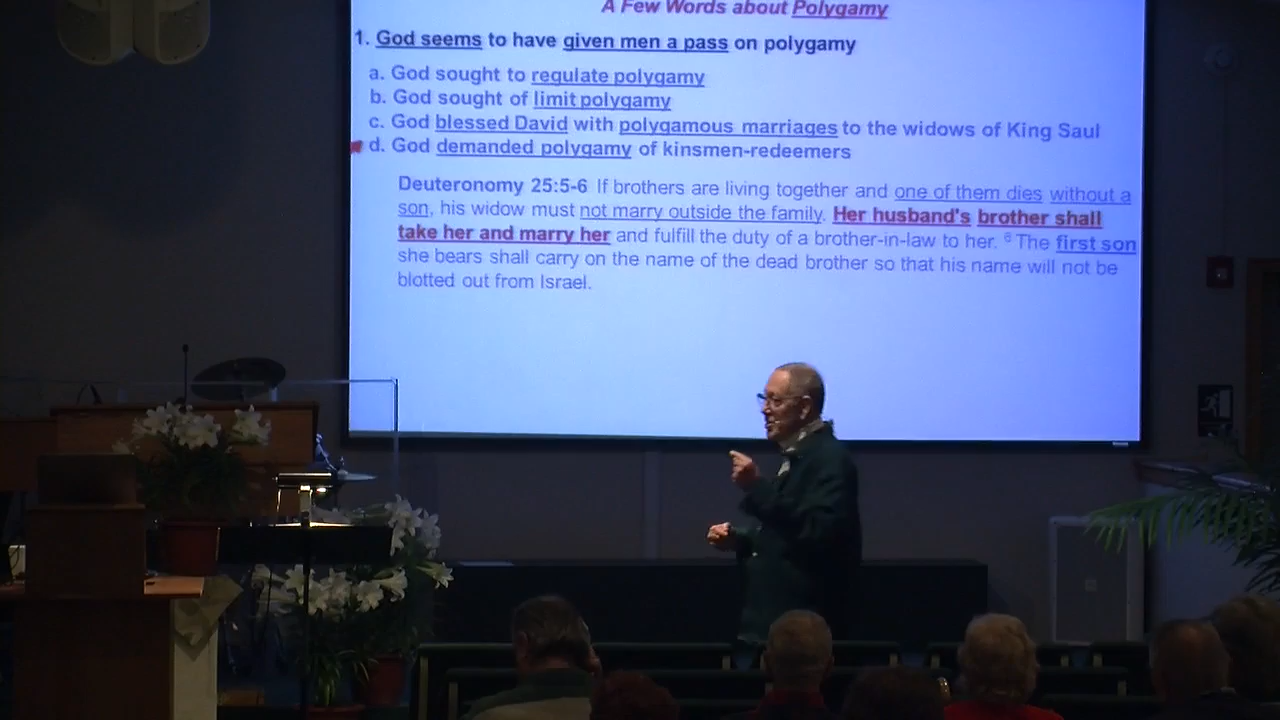 A Few Words about Polygamy
1. God seems to have given men a pass on polygamy
a. God sought to regulate polygamy
b. God sought of limit polygamy
c. God blessed David with polygamous marriages to the widows of King Saul
d. God demanded polygamy of kinsmen-redeemers
Deuteronomy 25:5-6 If brothers are living together and one of them dies without a
son, his widow must not marry outside the family. Her husband's brother shall
take her and marry her and fulfill the duty of a brother-in-law to her. 6 The first son
she bears shall carry on the name of the dead brother so that his name will not be
blotted out from Israel.